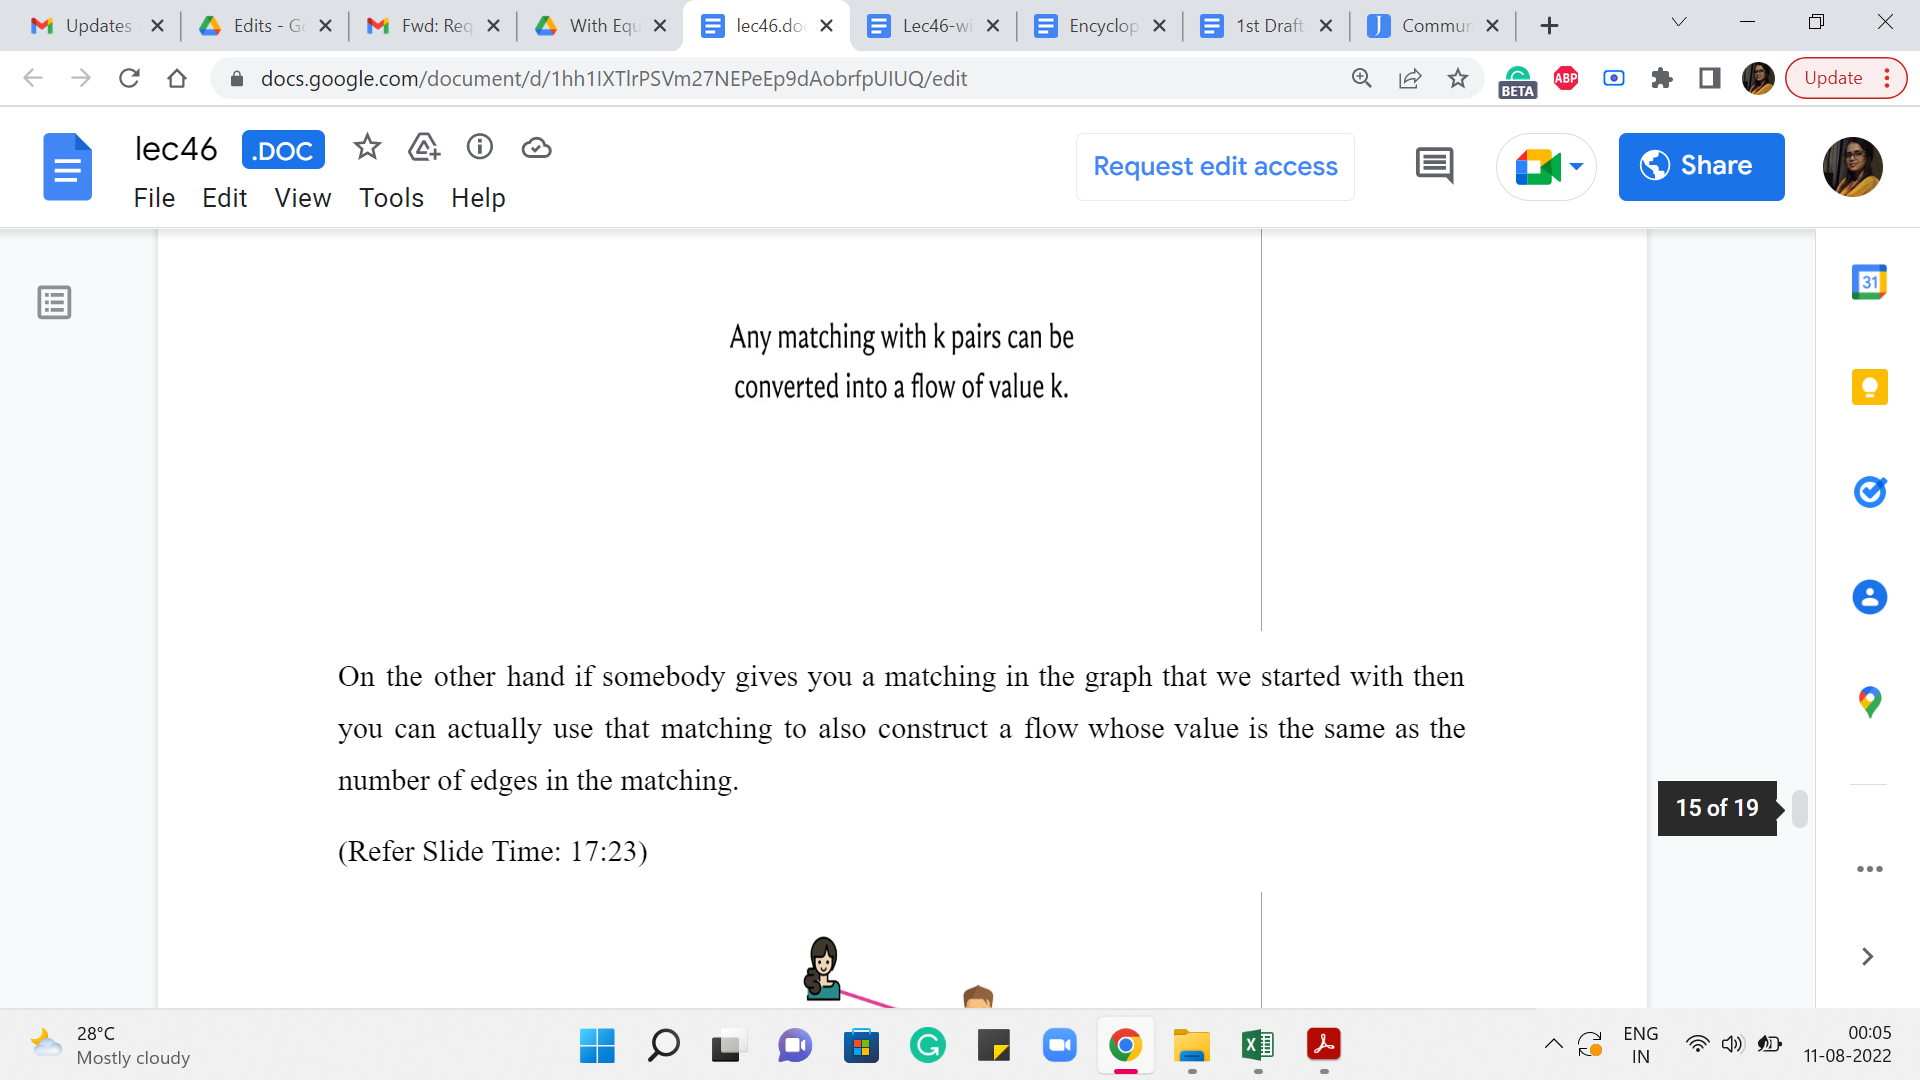 Updates
Edits - Go
Fwd: Req
With Equ
lec46.doc
Lec46-wi
Encyclop
1st Draft
Commun
docs.google.com/document/d/1hh1IXTlrPSVm27NEPeEp9dAobrfpUIUQ/edit
BETA
ABP
Update
lec46
.DOC
Request edit access
Share
File Edit View Tools Help
31
Any matching with k pairs can be
converted into a flow of value k.
On the other hand if somebody gives you a matching in the graph that we started with then
you can actually use that matching to also construct a flow whose value is the same as the
number of edges in the matching.
15 of 19
(Refer Slide Time: 17:23)
28°C
Mostly cloudy
ENG
IN
00:05
11-08-2022